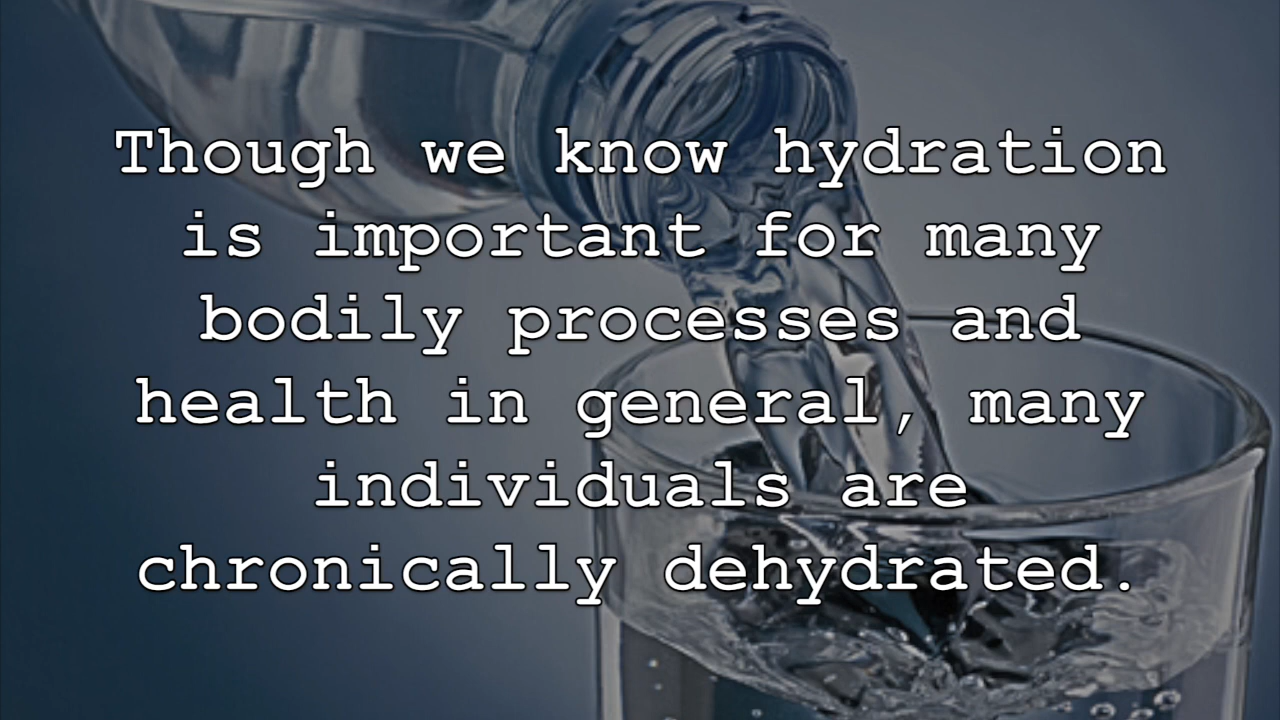 Though we know hydration
is important for many
bodily processes and
health in general, many
individuals are
chronically dehydrated.